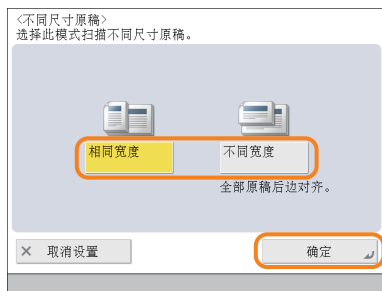 <不同尺寸原稿>
选择此模式扫描不同尺寸原稿。
相同宽度
不同宽度
全部原稿后边对齐。
× 取消设置
确定